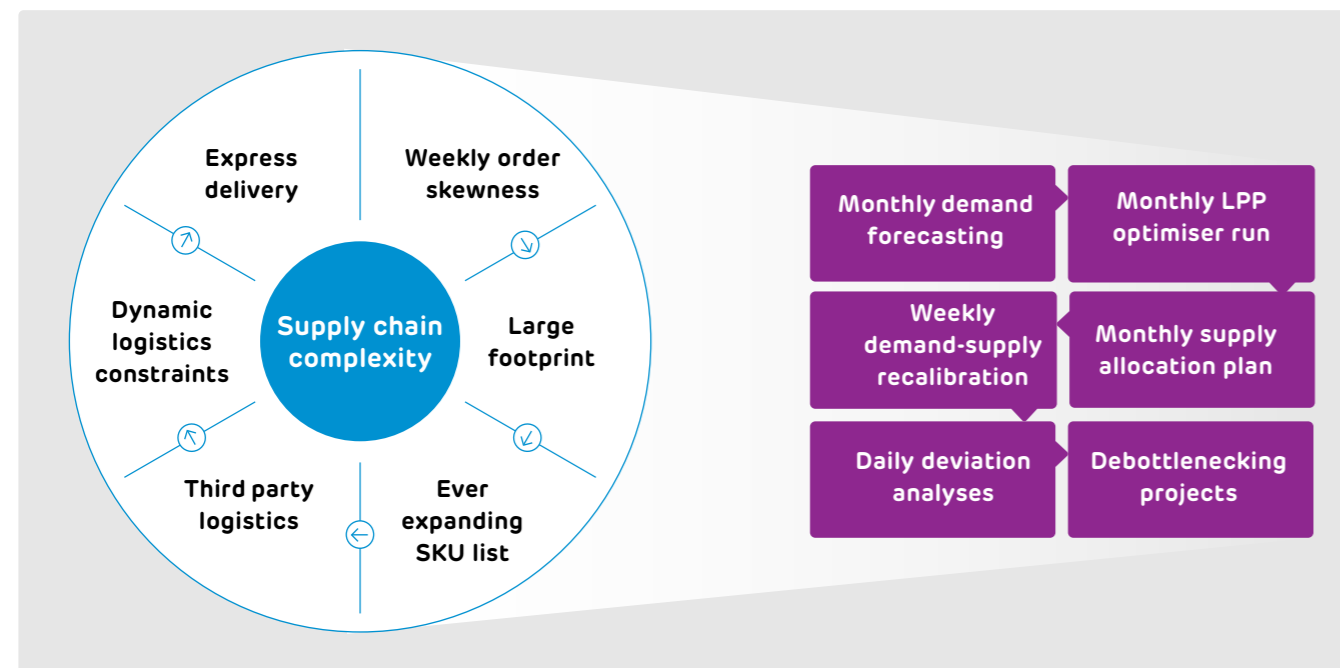 Express
delivery
Weekly order
skewness
Dynamic
logistics
constraints
Supply chain
complexity
Large
footprint
Third party
logistics
Ever
expanding
SKU list
Monthly demand
forecasting
Monthly LPP
optimiser run
Weekly
demand-supply
recalibration
Monthly supply
allocation plan
Daily deviation
analyses
Debottlenecking
projects